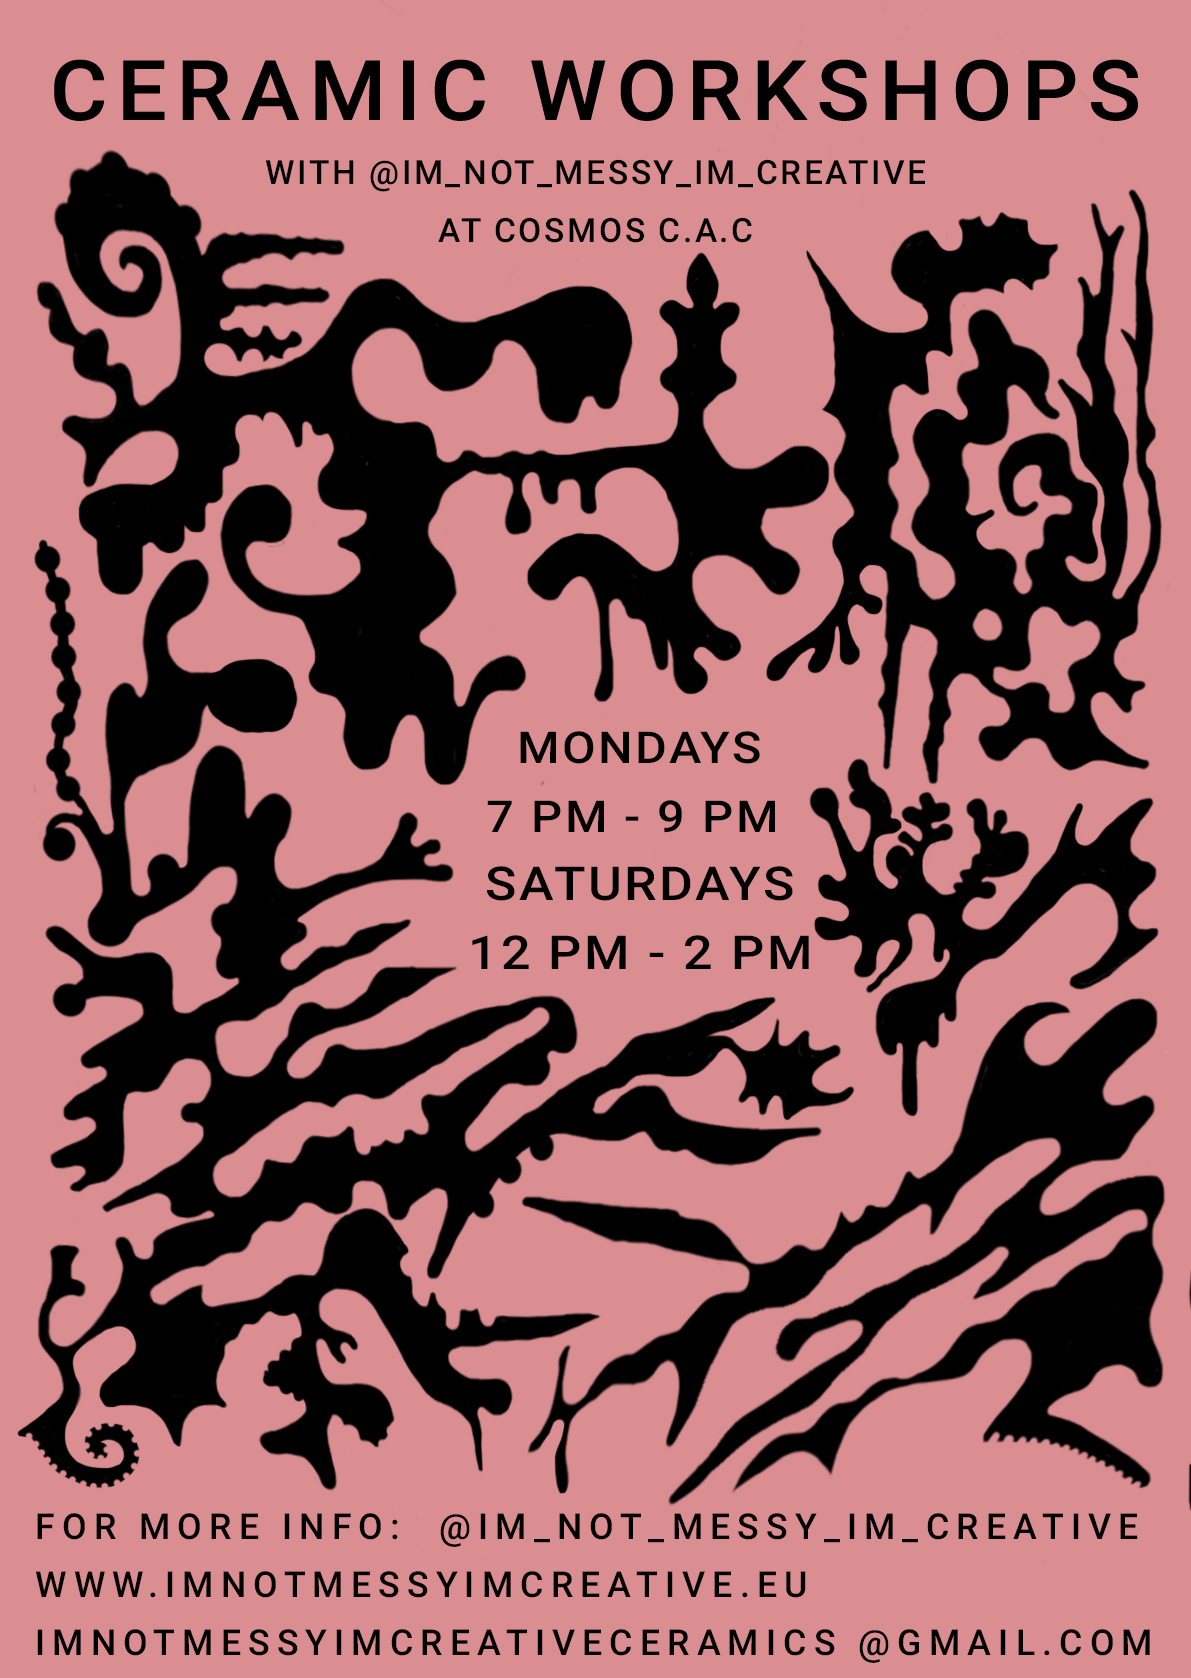 CERAMIC WORKSHOPS
WITH @IM_NOT_MESSY_IM_CREATIVE
AT COSMOS C.A.C
MONDAYS
7 PM - 9 PM
SATURDAYS
12 PM - 2 PM
FOR MORE INFO: @IM_NOT_MESSY_IM_CREATIVE
WWW.IMNOTMESSYIMCREATIVE.EU
IMNOTMESSYIMCREATIVECERAMICS @GMAIL.COM